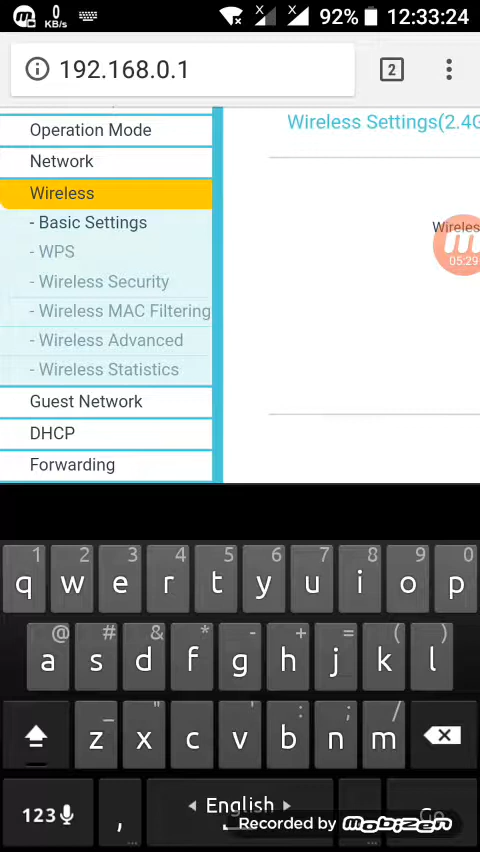 0
KB/s
92% 12:33:24
192.168.0.1
2
Operation Mode
Network
Wireless
- Basic Settings
- WPS
- Wireless Security
- Wireless MAC Filtering
- Wireless Advanced
- Wireless Statistics
Guest Network
DHCP
Forwarding
Wireless Settings(2.4G
Wireles
05:29
1 2 3 4 5 6 7 8 9 0
q w e r t y u i o p
@ # & * - + = ( )
a s d f g h j k l
_ " ' : ; /
z x c v b n m
123 , English Go
Recorded by MOBIZEN